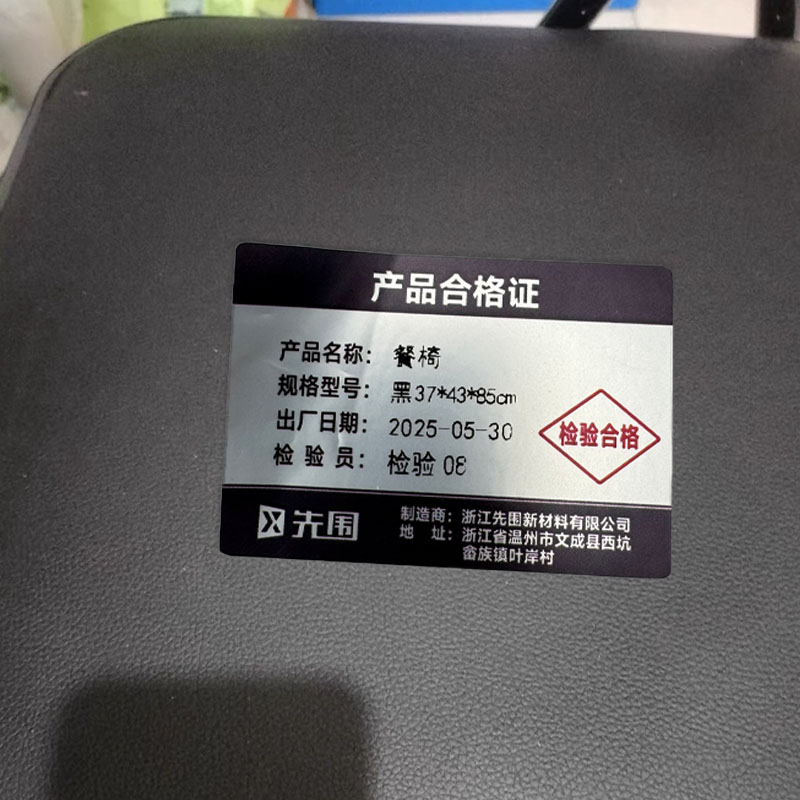 产品合格证
产品名称： 餐椅
规格型号： 黑37*43*85cm
出厂日期： 2025-05-30
检 验 员： 检验 08
检验合格
先围
制造商：浙江先围新材料有限公司
地 址：浙江省温州市文成县西坑
畲族镇叶岸村